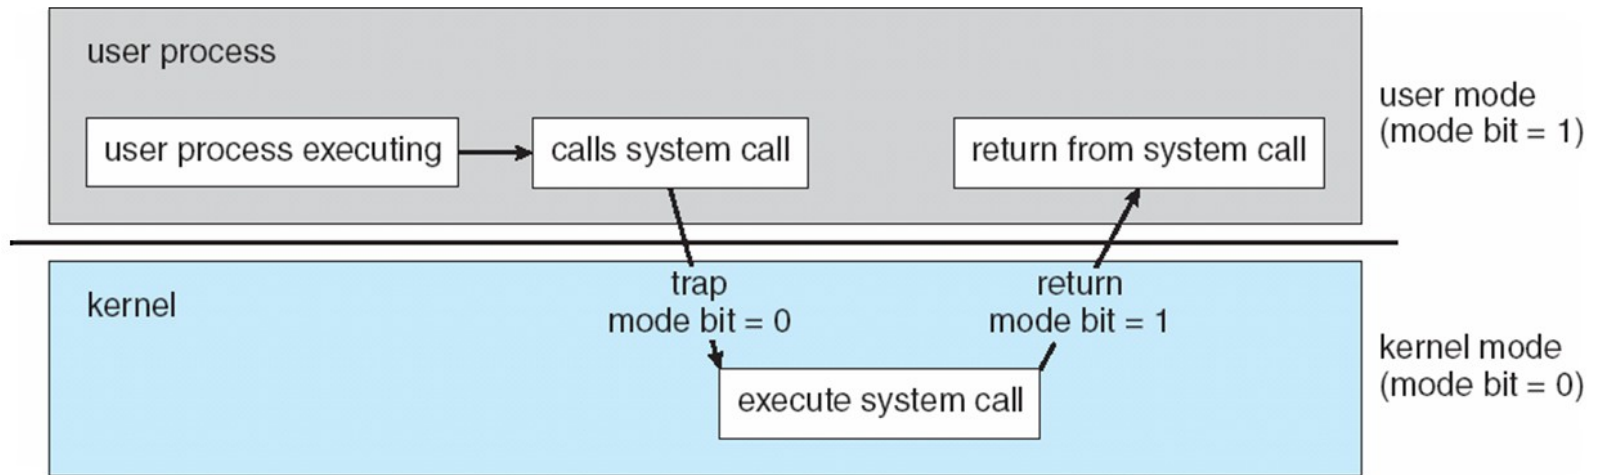 user process
user process executing
calls system call
return from system call
user mode
(mode bit = 1)
kernel
trap
mode bit = 0
return
mode bit = 1
execute system call
kernel mode
(mode bit = 0)